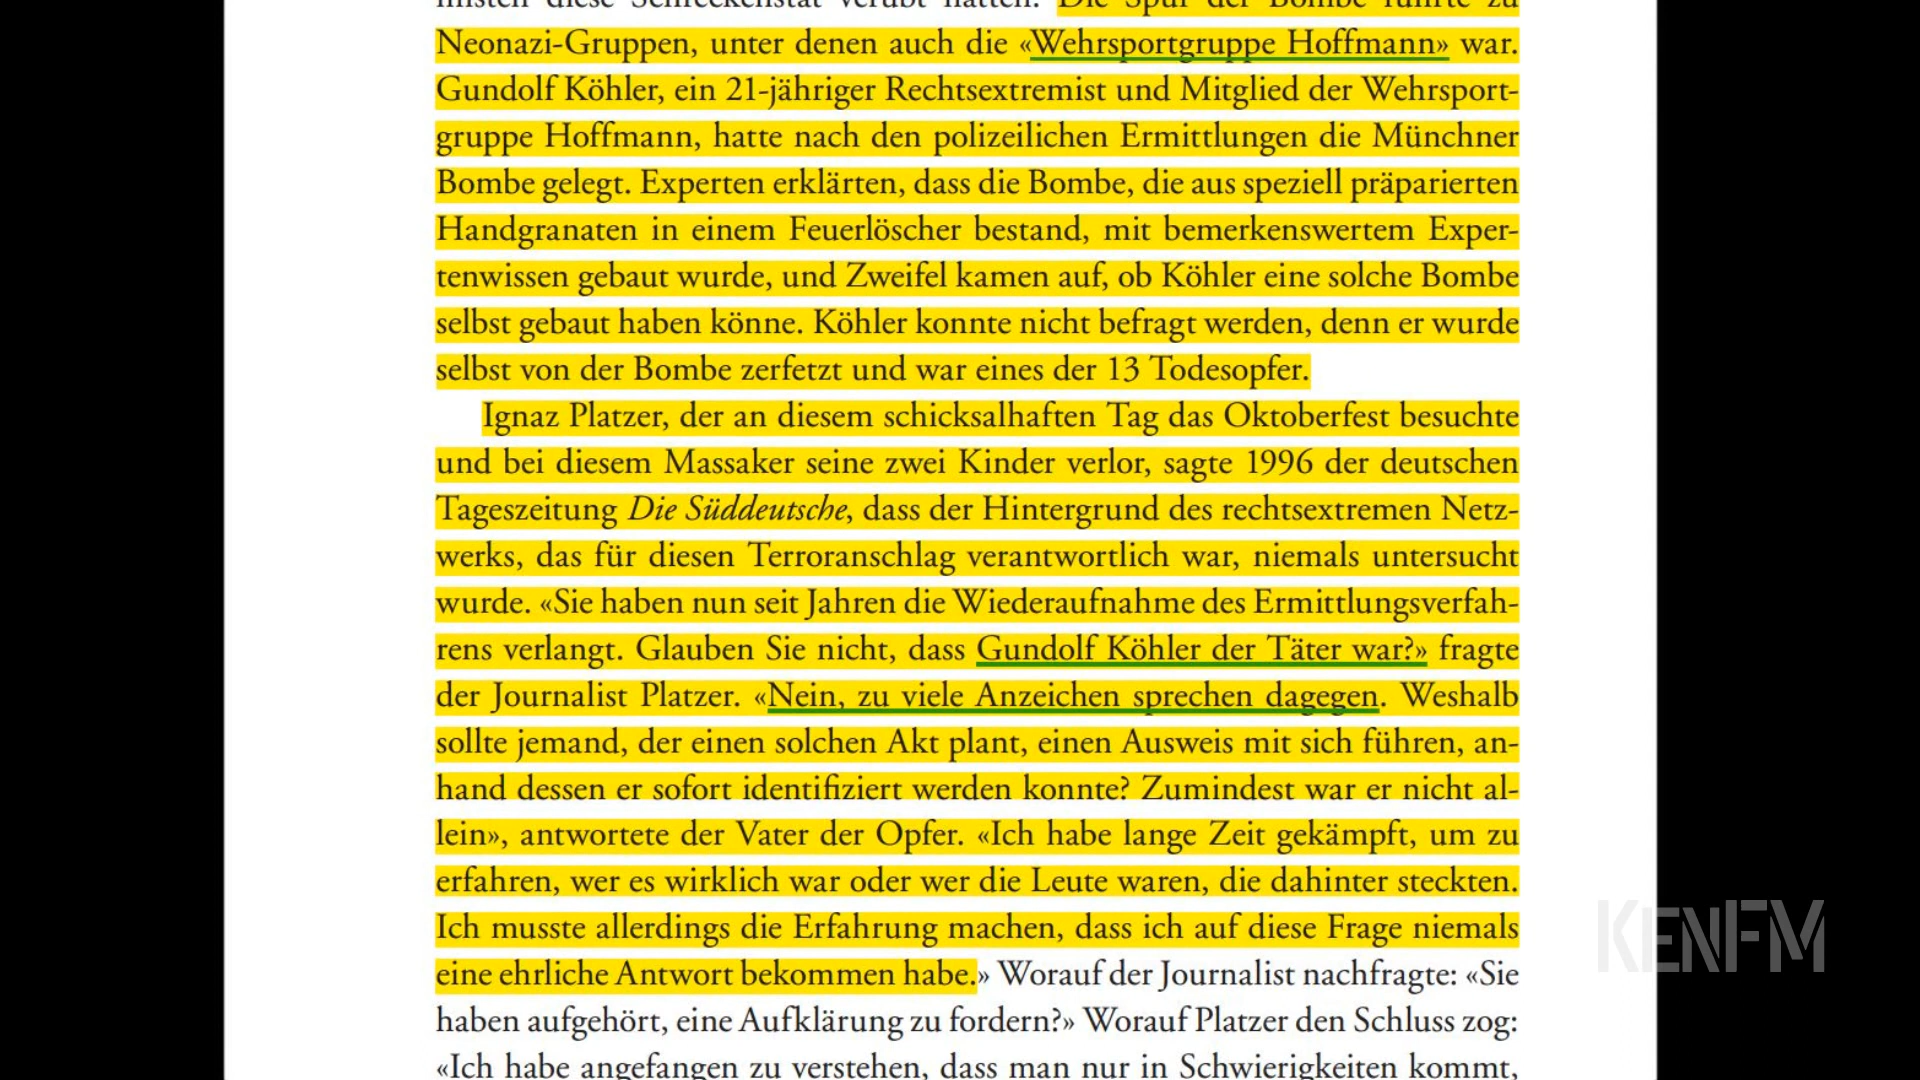 misten diese Schreckenstat verübt hatten. Die Spur der Bombe führte zu
Neonazi-Gruppen, unter denen auch die «Wehrsportgruppe Hoffmann» war.
Gundolf Köhler, ein 21-jähriger Rechtsextremist und Mitglied der Wehrsport-
gruppe Hoffmann, hatte nach den polizeilichen Ermittlungen die Münchner
Bombe gelegt. Experten erklärten, dass die Bombe, die aus speziell präparierten
Handgranaten in einem Feuerlöscher bestand, mit bemerkenswertem Exper-
tenwissen gebaut wurde, und Zweifel kamen auf, ob Köhler eine solche Bombe
selbst gebaut haben könne. Köhler konnte nicht befragt werden, denn er wurde
selbst von der Bombe zerfetzt und war eines der 13 Todesopfer.
Ignaz Platzer, der an diesem schicksalhaften Tag das Oktoberfest besuchte
und bei diesem Massaker seine zwei Kinder verlor, sagte 1996 der deutschen
Tageszeitung Die Süddeutsche, dass der Hintergrund des rechtsextremen Netz-
werks, das für diesen Terroranschlag verantwortlich war, niemals untersucht
wurde. «Sie haben nun seit Jahren die Wiederaufnahme des Ermittlungsverfah-
rens verlangt. Glauben Sie nicht, dass Gundolf Köhler der Täter war?» fragte
der Journalist Platzer. «Nein, zu viele Anzeichen sprechen dagegen. Weshalb
sollte jemand, der einen solchen Akt plant, einen Ausweis mit sich führen, an-
hand dessen er sofort identifiziert werden konnte? Zumindest war er nicht al-
lein», antwortete der Vater der Opfer. «Ich habe lange Zeit gekämpft, um zu
erfahren, wer es wirklich war oder wer die Leute waren, die dahinter steckten.
Ich musste allerdings die Erfahrung machen, dass ich auf diese Frage niemals
eine ehrliche Antwort bekommen habe.» Worauf der Journalist nachfragte: «Sie
haben aufgehört, eine Aufklärung zu fordern?» Worauf Platzer den Schluss zog:
«Ich habe angefangen zu verstehen, dass man nur in Schwierigkeiten kommt,
KENFM